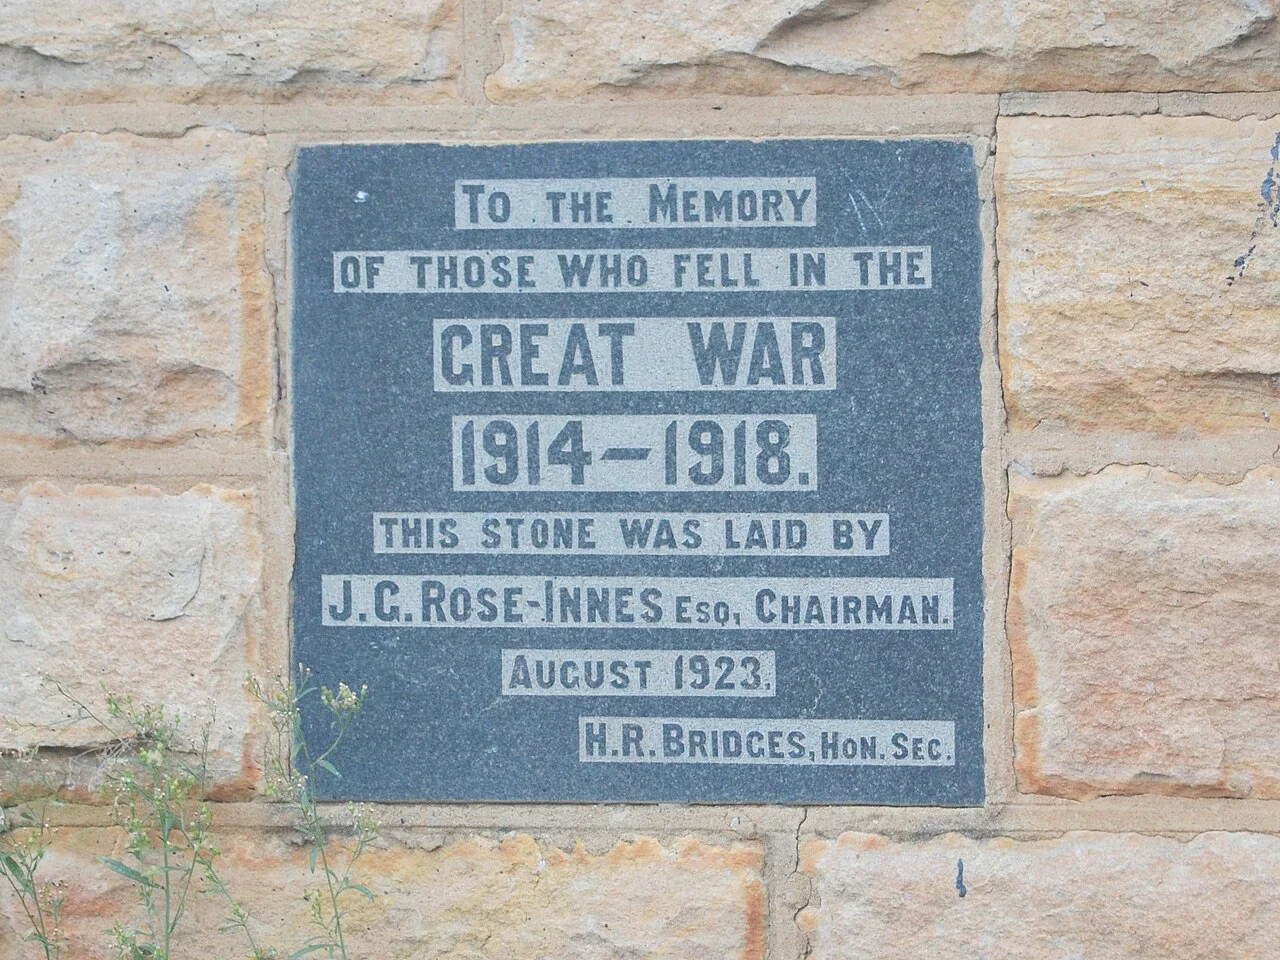 To the Memory
of those who fell in the
GREAT WAR
1914—1918.
THIS STONE WAS LAID BY
J.G. ROSE-INNES ESQ, CHAIRMAN.
AUGUST 1923.
H.R. BRIDGES, HON. SEC.